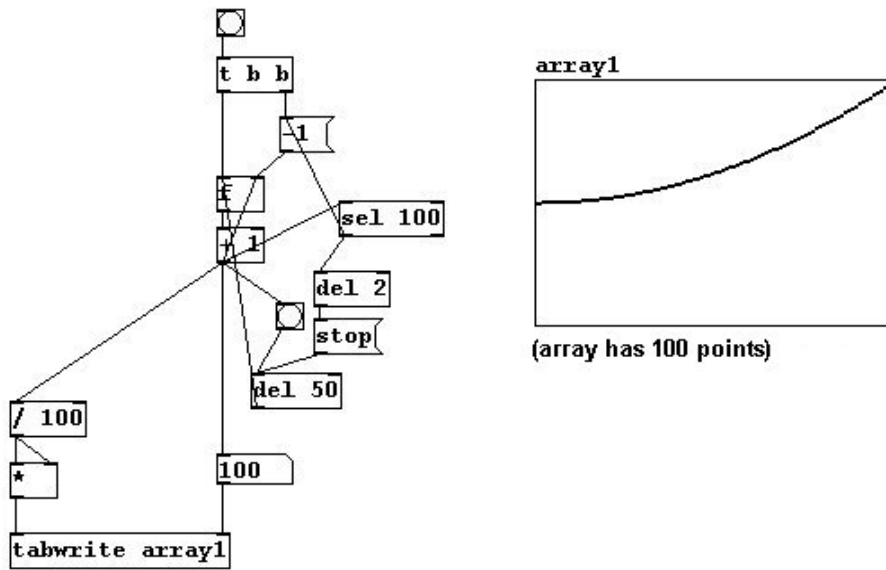 t b b
array1
-1
f
sel 100
+ 1
del 2
stop
(array has 100 points)
del 50
/ 100
100
*
tabwrite array1